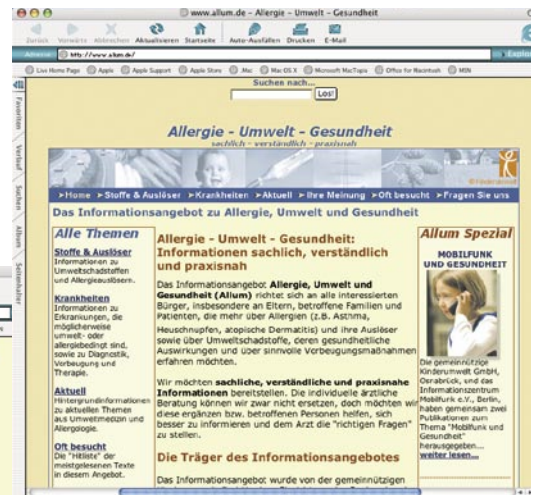 www.allum.de – Allergie – Umwelt – Gesundheit
Zurück Vorwärts Abbrechen Aktualisieren Startseite Auto-Ausfüllen Drucken E-Mail
Adresse http://www.allum.de/
Live Home Page Apple Apple Support Apple Store .Mac Mac OS X Microsoft MacTopia Office for Macintosh MSN
Favoriten
Verlauf
Suchen
Album
Seitenhalter
Suchen nach...
Los!
Allergie - Umwelt - Gesundheit
sachlich - verständlich - praxisnah
Home Stoffe & Auslöser Krankheiten Aktuell Ihre Meinung Oft besucht Fragen Sie uns
Das Informationsangebot zu Allergie, Umwelt und Gesundheit
Alle Themen
Stoffe & Auslöser
Informationen zu
Umweltschadstoffen
und Allergieauslösern.
Krankheiten
Informationen zu
Erkrankungen, die
möglicherweise
umwelt- oder
allergiebedingt sind,
sowie zu Diagnostik,
Vorbeugung und
Therapie.
Aktuell
Hintergrundinformationen
zu aktuellen Themen
aus Umweltmedizin und
Allergologie.
Oft besucht
Die "Hitliste" der
meistgelesenen Texte
in diesem Angebot.
Allergie - Umwelt - Gesundheit:
Informationen sachlich, verständlich
und praxisnah
Das Informationsangebot Allergie, Umwelt und
Gesundheit (Allum) richtet sich an alle interessierten
Bürger, insbesondere an Eltern, betroffene Familien und
Patienten, die mehr über Allergien (z.B. Asthma,
Heuschnupfen, atopische Dermatitis) und ihre Auslöser
sowie über Umweltschadstoffe, deren gesundheitliche
Auswirkungen und über sinnvolle Vorbeugungsmaßnahmen
erfahren möchten.
Wir möchten sachliche, verständliche und praxisnahe
Informationen bereitstellen. Die individuelle ärztliche
Beratung können wir zwar nicht ersetzen, doch möchten wir
diese ergänzen bzw. betroffenen Personen helfen, sich
besser zu informieren und dem Arzt die "richtigen Fragen"
zu stellen.
Die Träger des Informationsangebotes
Das Informationsangebot wurde von der gemeinnützigen
Allum Spezial
MOBILFUNK
UND GESUNDHEIT
Die gemeinnützige
Kinderumwelt GmbH,
Osnabrück, und das
Informationszentrum
Mobilfunk e.V., Berlin,
haben gemeinsam zwei
Publikationen zum
Thema "Mobilfunk und
Gesundheit"
herausgegeben...
weiter lesen...